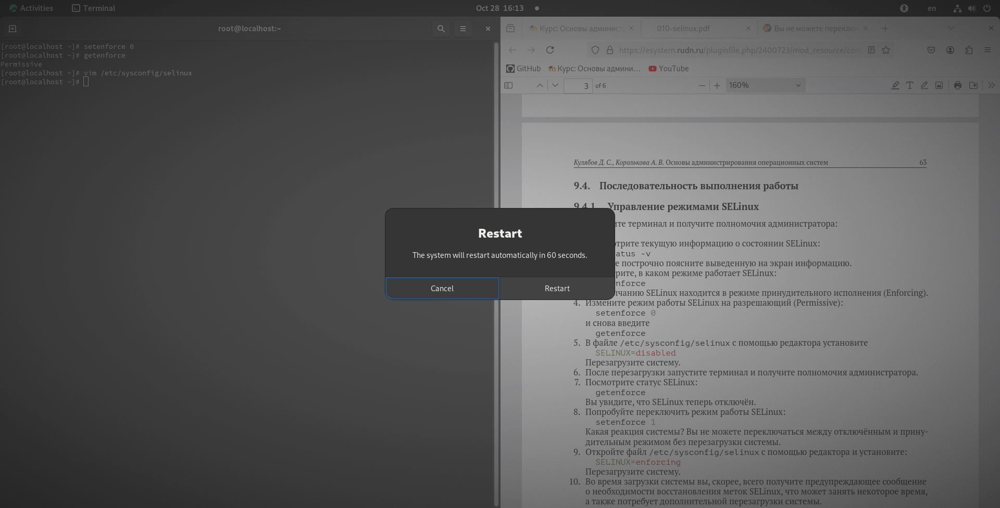 Activities
Terminal
Oct 28 16:13
en
root@localhost:~
[root@localhost ~]# setenforce 0
[root@localhost ~]# getenforce
Permissive
[root@localhost ~]# vim /etc/sysconfig/selinux
[root@localhost ~]#
Курс: Основы админист
010-selinux.pdf
Вы не можете переклю
https://esystem.rudn.ru/pluginfile.php/2400723/mod_resource/con
GitHub
Курс: Основы админи…
YouTube
3 of 6
160%
Кулябов Д. С., Королькова А. В. Основы администрирования операционных систем 63
9.4. Последовательность выполнения работы
9.4.1. Управление режимами SELinux
ите терминал и получите полномочия администратора:
отрите текущую информацию о состоянии SELinux:
atus -v
е построчно поясните выведенную на экран информацию.
рите, в каком режиме работает SELinux:
nforce
лчанию SELinux находится в режиме принудительного исполнения (Enforcing).
4. Измените режим работы SELinux на разрешающий (Permissive):
setenforce 0
и снова введите
getenforce
5. В файле /etc/sysconfig/selinux с помощью редактора установите
SELINUX=disabled
Перезагрузите систему.
6. После перезагрузки запустите терминал и получите полномочия администратора.
7. Посмотрите статус SELinux:
getenforce
Вы увидите, что SELinux теперь отключён.
8. Попробуйте переключить режим работы SELinux:
setenforce 1
Какая реакция системы? Вы не можете переключаться между отключённым и прину-
дительным режимом без перезагрузки системы.
9. Откройте файл /etc/sysconfig/selinux с помощью редактора и установите:
SELINUX=enforcing
Перезагрузите систему.
10. Во время загрузки системы вы, скорее, всего получите предупреждающее сообщение
о необходимости восстановления меток SELinux, что может занять некоторое время,
а также потребует дополнительной перезагрузки системы.
Restart
The system will restart automatically in 60 seconds.
Cancel
Restart